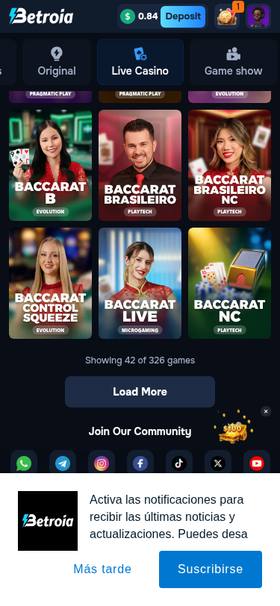 Betroia
$ 0.84 Deposit
1
s Original Live Casino Game show
PRAGMATIC PLAY PRAGMATIC PLAY PLAYTECH
BACCARAT
B
EVOLUTION
BACCARAT
BRASILEIRO
PLAYTECH
BACCARAT
BRASILEIRO
NC
PLAYTECH
BACCARAT
CONTROL
SQUEEZE
EVOLUTION
BACCARAT
LIVE
MICROGAMING
BACCARAT
NC
PLAYTECH
Showing 42 of 326 games
Load More
Join Our Community
$100
Betroia
Activa las notificaciones para
recibir las últimas noticias y
actualizaciones. Puedes desa
Más tarde Suscribirse